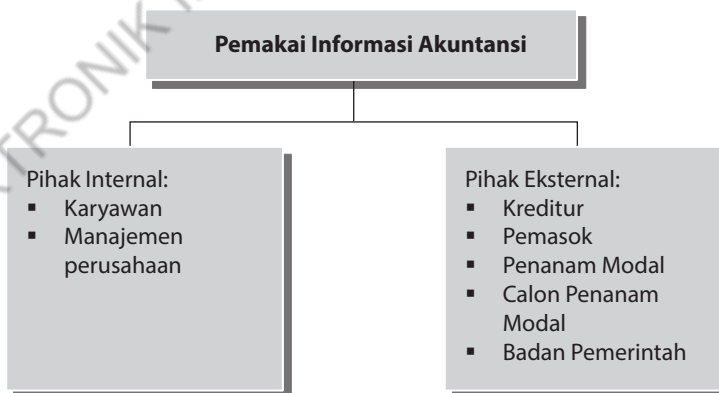 Pemakai Informasi Akuntansi
Pihak Internal:
▪ Karyawan
▪ Manajemen
perusahaan
Pihak Eksternal:
▪ Kreditur
▪ Pemasok
▪ Penanam Modal
▪ Calon Penanam
Modal
▪ Badan Pemerintah